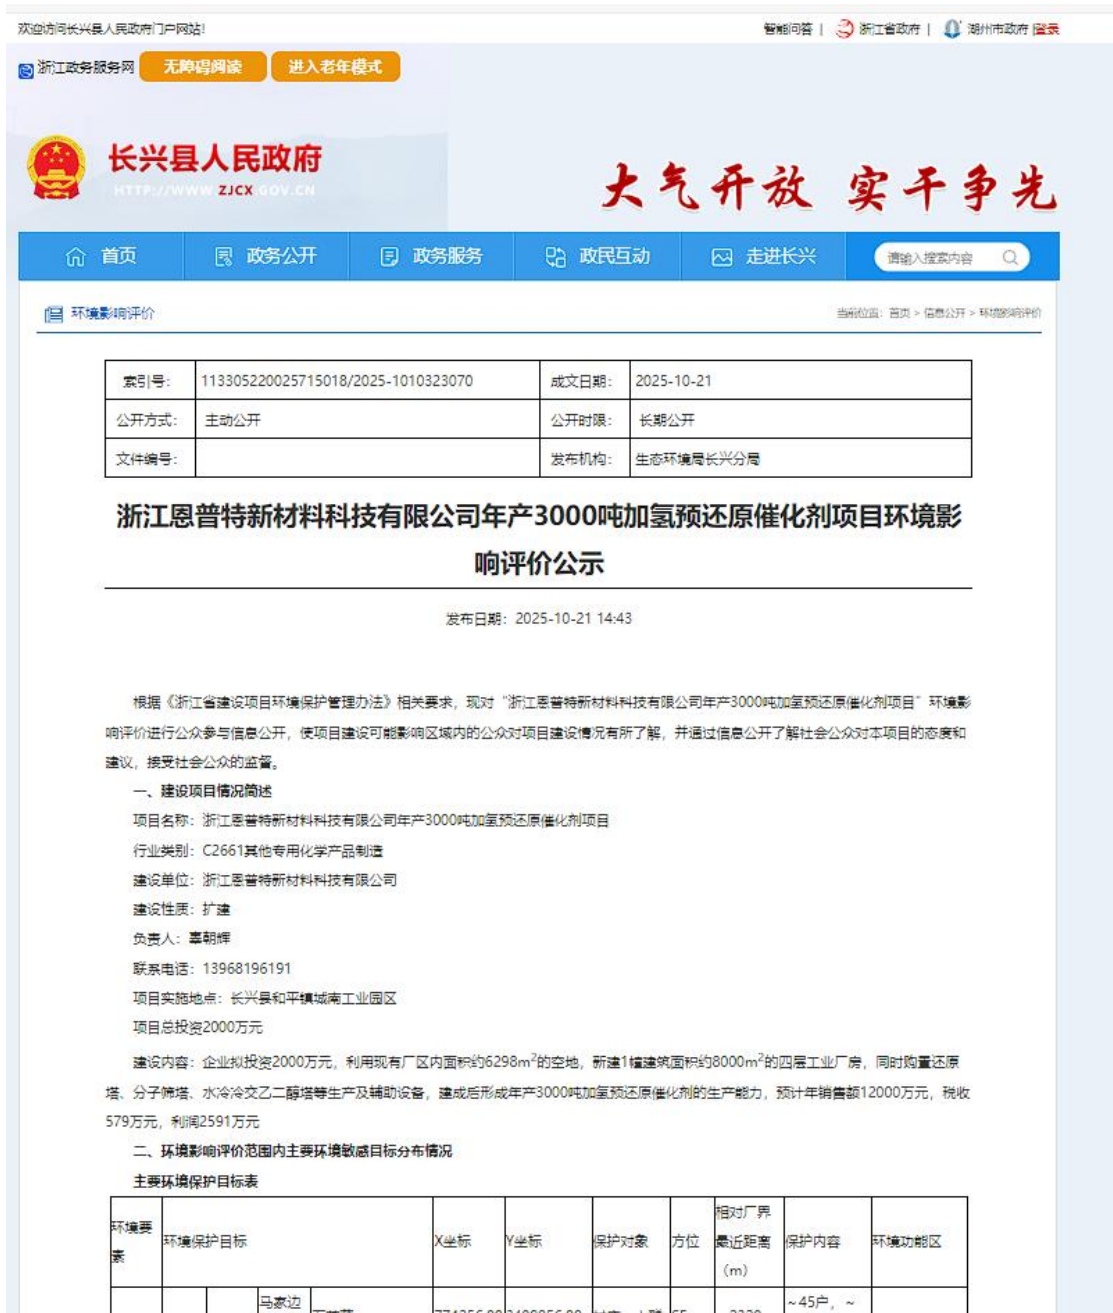 欢迎访问长兴县人民政府门户网站!
智能问答 | 浙江省政府 | 湖州市政府 |登录
浙江政务服务网 无障碍阅读 进入老年模式
长兴县人民政府
HTTP://WWW.ZJCX.GOV.CN
大气开放 实干争先
首页 政务公开 政务服务 政民互动 走进长兴 请输入搜索内容
环境影响评价
当前位置: 首页 > 信息公开 > 环境影响评价
索引号: 113305220025715018/2025-1010323070 成文日期: 2025-10-21
公开方式: 主动公开 公开时限: 长期公开
文件编号: 发布机构: 生态环境局长兴分局
浙江恩普特新材料科技有限公司年产3000吨加氢预还原催化剂项目环境影
响评价公示
发布日期: 2025-10-21 14:43
根据《浙江省建设项目环境保护管理办法》相关要求，现对“浙江恩普特新材料科技有限公司年产3000吨加氢预还原催化剂项目”环境影
响评价进行公众参与信息公开，使项目建设可能影响区域内的公众对项目建设情况有所了解，并通过信息公开了解社会公众对本项目的态度和
建议，接受社会公众的监督。
一、建设项目情况简述
项目名称：浙江恩普特新材料科技有限公司年产3000吨加氢预还原催化剂项目
行业类别：C2661其他专用化学产品制造
建设单位：浙江恩普特新材料科技有限公司
建设性质：扩建
负责人：辜朝辉
联系电话：13968196191
项目实施地点：长兴县和平镇城南工业园区
项目总投资2000万元
建设内容：企业拟投资2000万元，利用现有厂区内面积约6298m²的空地，新建1幢建筑面积约8000m²的四层工业厂房，同时购置还原
塔、分子筛塔、水冷冷交乙二醇塔等生产及辅助设备，建成后形成年产3000吨加氢预还原催化剂的生产能力，预计年销售额12000万元，税收
579万元，利润2591万元
二、环境影响评价范围内主要环境敏感目标分布情况
主要环境保护目标表
环境要素 环境保护目标 X坐标 Y坐标 保护对象 方位 相对厂界最近距离（m） 保护内容 环境功能区
马家边 ~45户，~